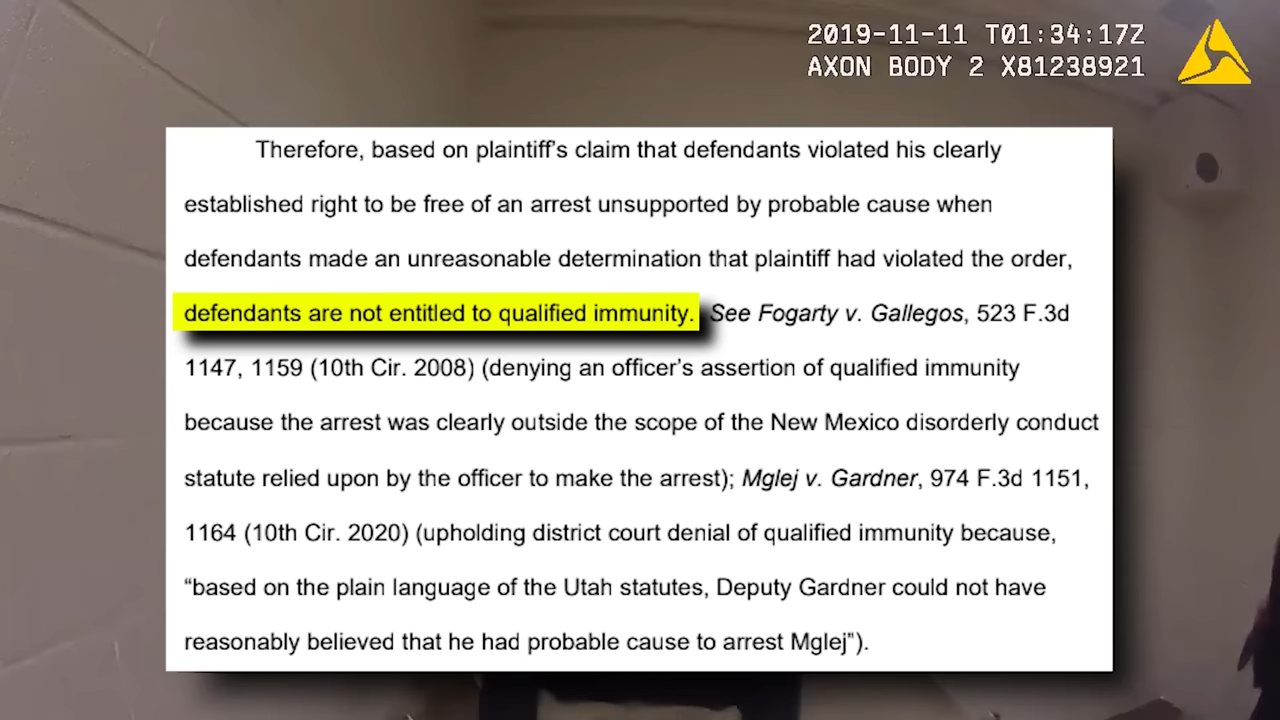 2019-11-11 T01:34:17Z
AXON BODY 2 X81238921
Therefore, based on plaintiff's claim that defendants violated his clearly
established right to be free of an arrest unsupported by probable cause when
defendants made an unreasonable determination that plaintiff had violated the order,
defendants are not entitled to qualified immunity. See Fogarty v. Gallegos, 523 F.3d
1147, 1159 (10th Cir. 2008) (denying an officer's assertion of qualified immunity
because the arrest was clearly outside the scope of the New Mexico disorderly conduct
statute relied upon by the officer to make the arrest); Mglej v. Gardner, 974 F.3d 1151,
1164 (10th Cir. 2020) (upholding district court denial of qualified immunity because,
“based on the plain language of the Utah statutes, Deputy Gardner could not have
reasonably believed that he had probable cause to arrest Mglej”).